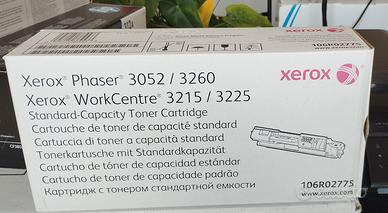 106R02775
Xerox® Phaser® 3052 / 3260
Xerox® WorkCentre® 3215 / 3225
xerox
Standard-Capacity Toner Cartridge
Cartouche de toner de capacité standard
Cartuccia di toner a capacità standard
Tonerkartusche mit Standardkapazität
Cartucho de tóner de capacidad estándar
Cartucho de toner de capacidade padrão
Картридж с тонером стандартной емкости
106R02775